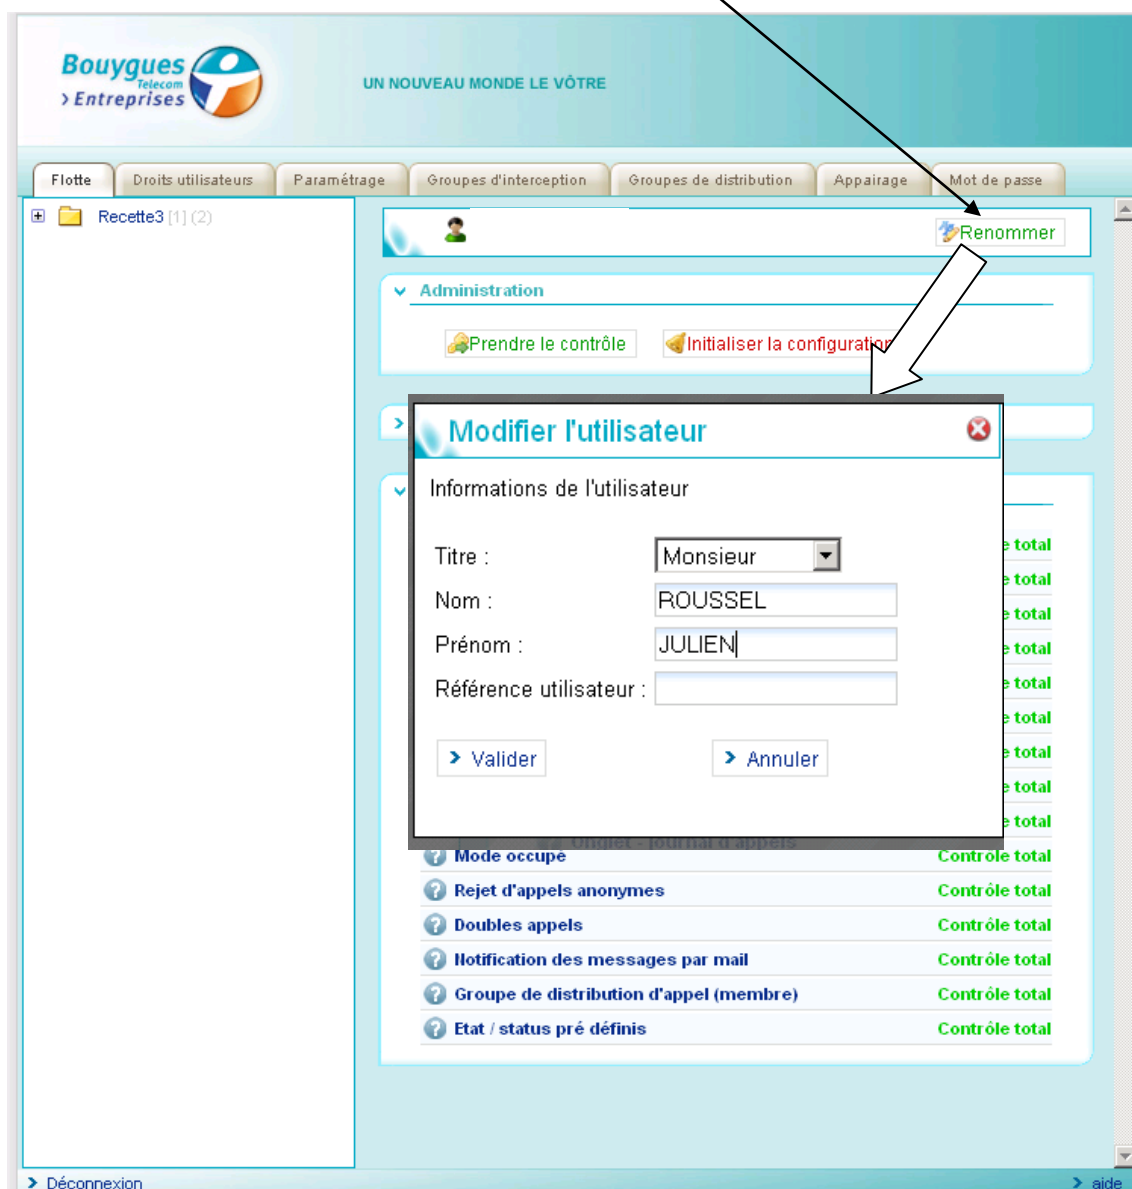 Bouygues
Telecom
> Entreprises
UN NOUVEAU MONDE LE VÔTRE
Flotte Droits utilisateurs Paramétrage Groupes d'interception Groupes de distribution Appairage Mot de passe
Recette3 [1] (2)
Renommer
Administration
Prendre le contrôle Initialiser la configuration
Modifier l'utilisateur
Informations de l'utilisateur
Titre : Monsieur
Nom : ROUSSEL
Prénom : JULIEN
Référence utilisateur :
> Valider > Annuler
e total
e total
e total
e total
e total
e total
e total
e total
e total
Onglet - journal d'appels
Mode occupé Contrôle total
Rejet d'appels anonymes Contrôle total
Doubles appels Contrôle total
Notification des messages par mail Contrôle total
Groupe de distribution d'appel (membre) Contrôle total
Etat / status pré définis Contrôle total
> Déconnexion > aide